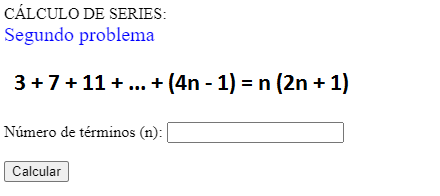 CÁLCULO DE SERIES:
Segundo problema
3 + 7 + 11 + ... + (4n - 1) = n (2n + 1)
Número de términos (n):
Calcular